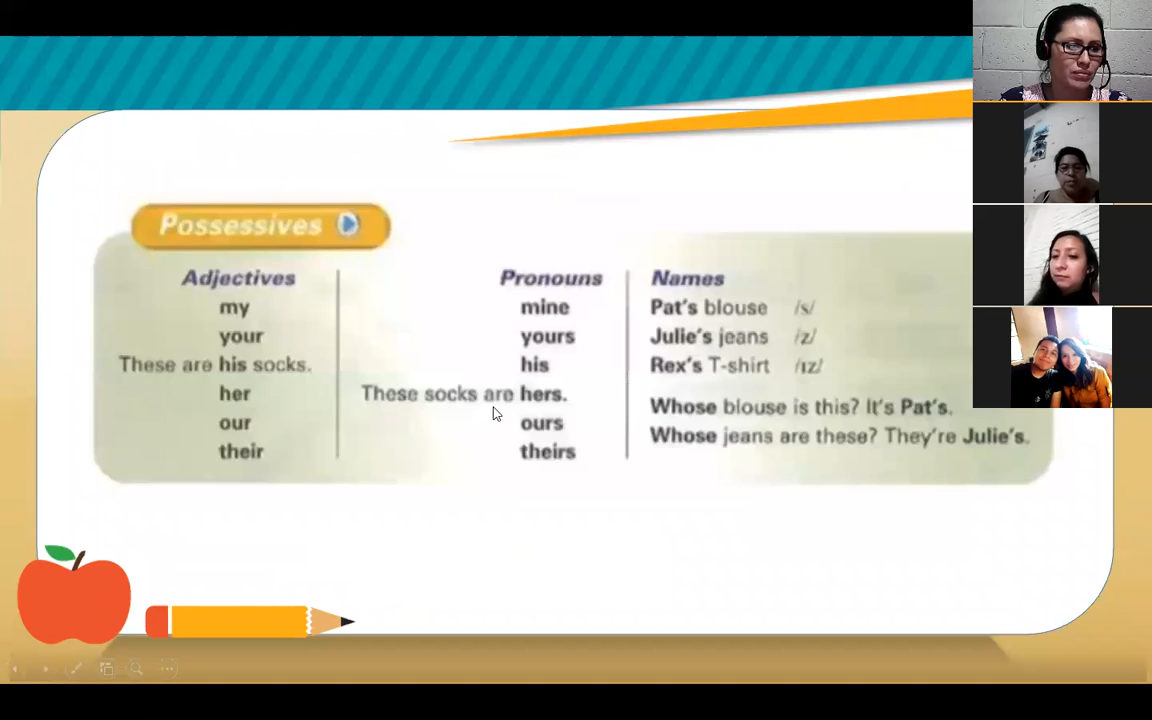 Possessives
Adjectives
my
your
These are his socks.
her
our
their
Pronouns
mine
yours
his
These socks are hers.
ours
theirs
Names
Pat's blouse /s/
Julie's jeans /z/
Rex's T-shirt /ɪz/
Whose blouse is this? It's Pat's.
Whose jeans are these? They're Julie's.